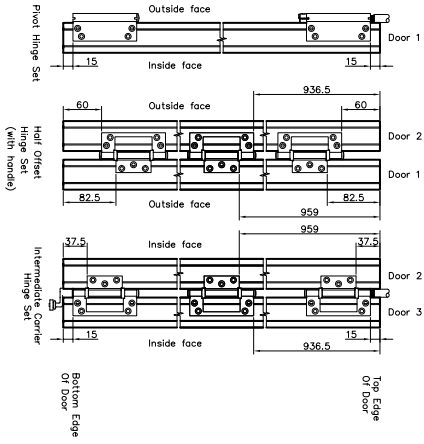 Pivot Hinge Set
Outside face
Door 1
15
Inside face
15
936.5
Outside face
60
60
Half Offset
Hinge Set
(with handle)
Door 2
Door 1
82.5
Outside face
82.5
959
959
37.5
Inside face
37.5
Intermediate Carrier
Hinge Set
Door 2
Door 3
15
Inside face
15
936.5
Bottom Edge
Of Door
Top Edge
Of Door